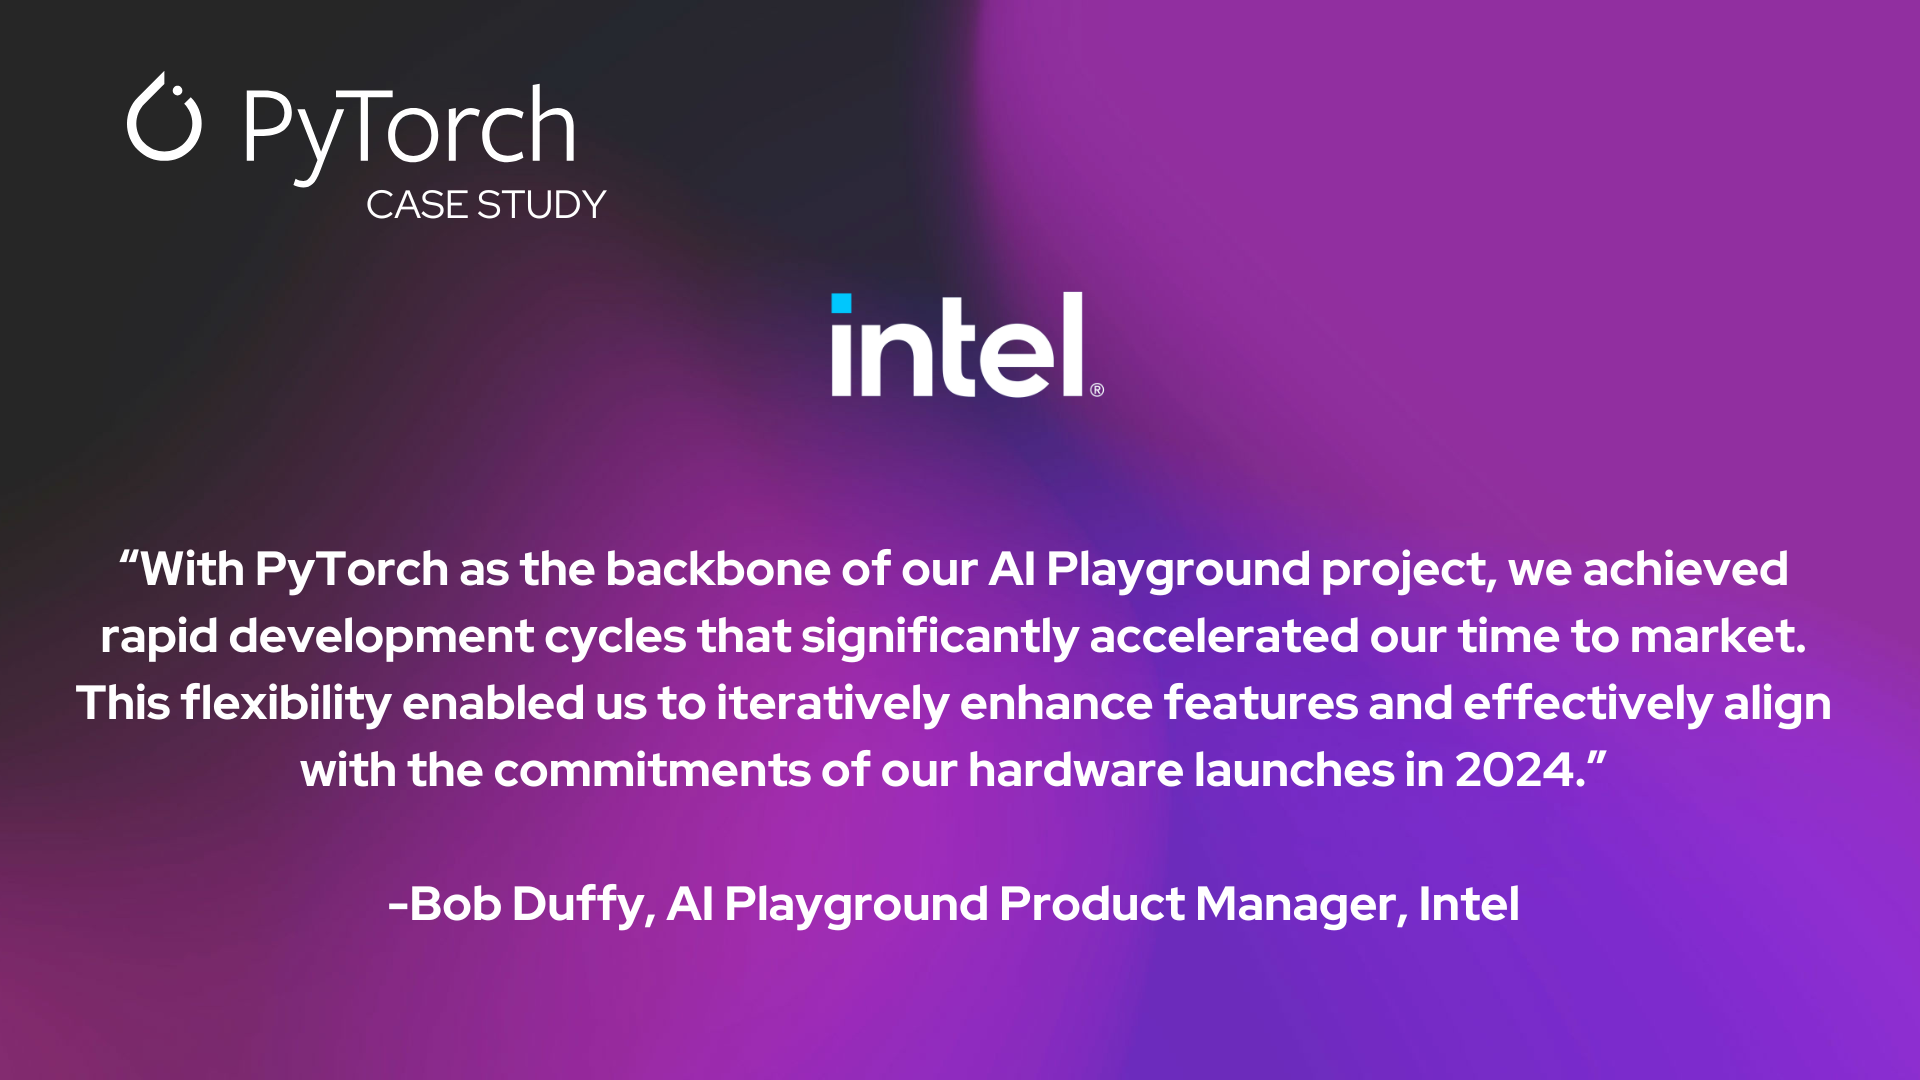 PyTorch
CASE STUDY
intel®
“With PyTorch as the backbone of our AI Playground project, we achieved
rapid development cycles that significantly accelerated our time to market.
This flexibility enabled us to iteratively enhance features and effectively align
with the commitments of our hardware launches in 2024.”
-Bob Duffy, AI Playground Product Manager, Intel